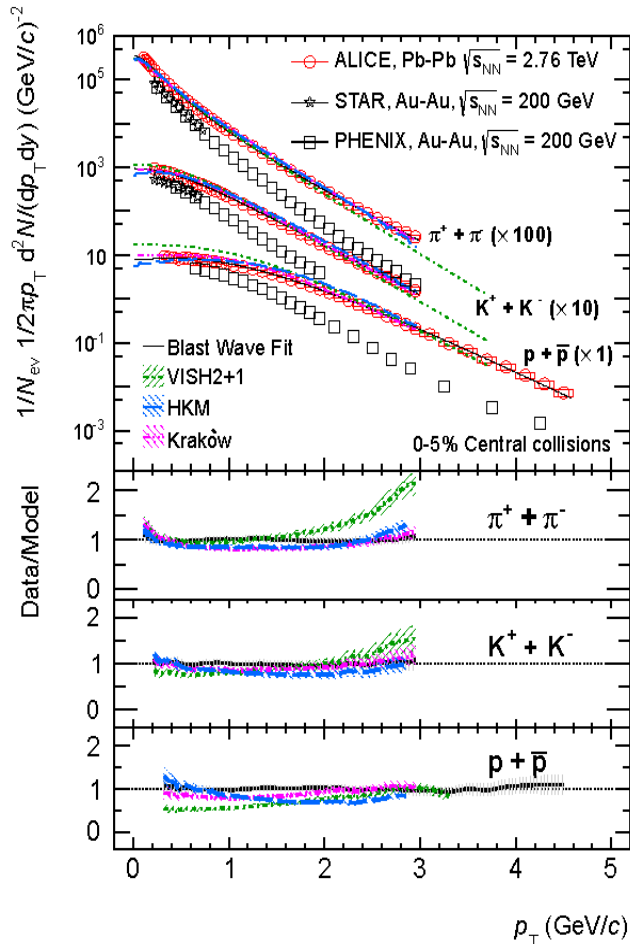 1/N_ev 1/2πp_T d²N/(dp_T dy) (GeV/c)⁻²
10⁶
10⁵
10³
10
10⁻¹
10⁻³
ALICE, Pb-Pb √s_NN = 2.76 TeV
STAR, Au-Au, √s_NN = 200 GeV
PHENIX, Au-Au, √s_NN = 200 GeV
π⁺ + π⁻ (× 100)
K⁺ + K⁻ (× 10)
p + p̅ (× 1)
Blast Wave Fit
VISH2+1
HKM
Kraków
0-5% Central collisions
Data/Model
2
1
0
π⁺ + π⁻
2
1
0
K⁺ + K⁻
2
1
0
p + p̅
0 1 2 3 4 5
p_T (GeV/c)